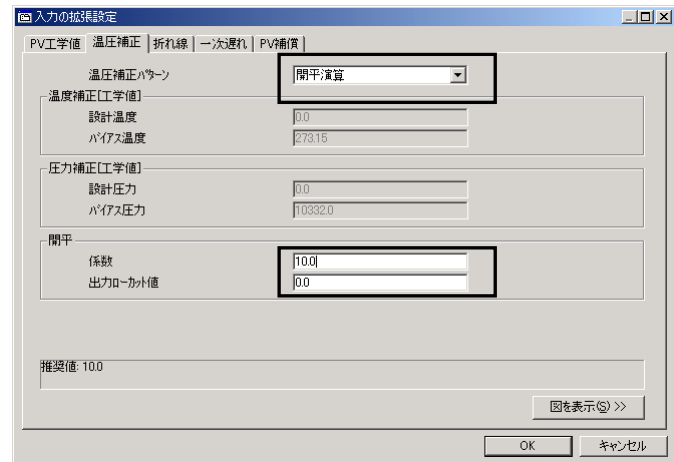 入力の拡張設定
PV工学値 温圧補正 折れ線 一次遅れ PV補償
温圧補正パターン 開平演算
温度補正[工学値]
設計温度 0.0
バイアス温度 273.15
圧力補正[工学値]
設計圧力 0.0
バイアス圧力 10332.0
開平
係数 10.0
出力ローカット値 0.0
推奨値: 10.0
図を表示(S) >>
OK キャンセル